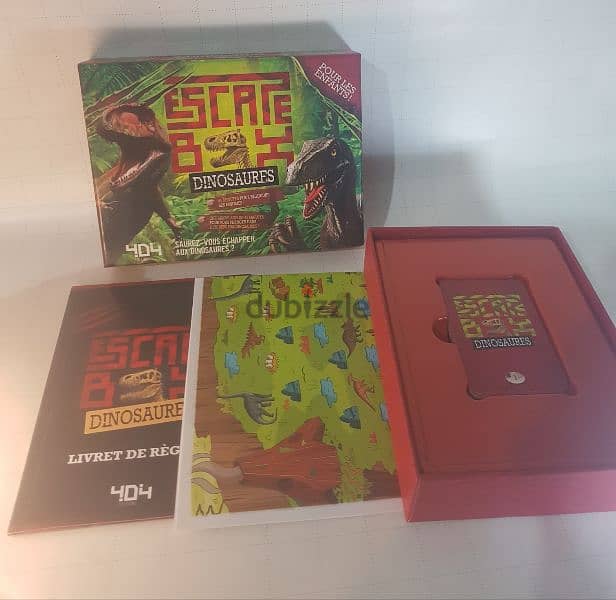 ESCAPE
BOX
DINOSAURES
POUR LES
ENFANTS !
404
SAUREZ-VOUS ÉCHAPPER
AUX DINOSAURES ?
dubizzle
ESCAPE
BOX
DINOSAURES
ESCAPE
BOX
DINOSAURES
LIVRET DE RÈG
404